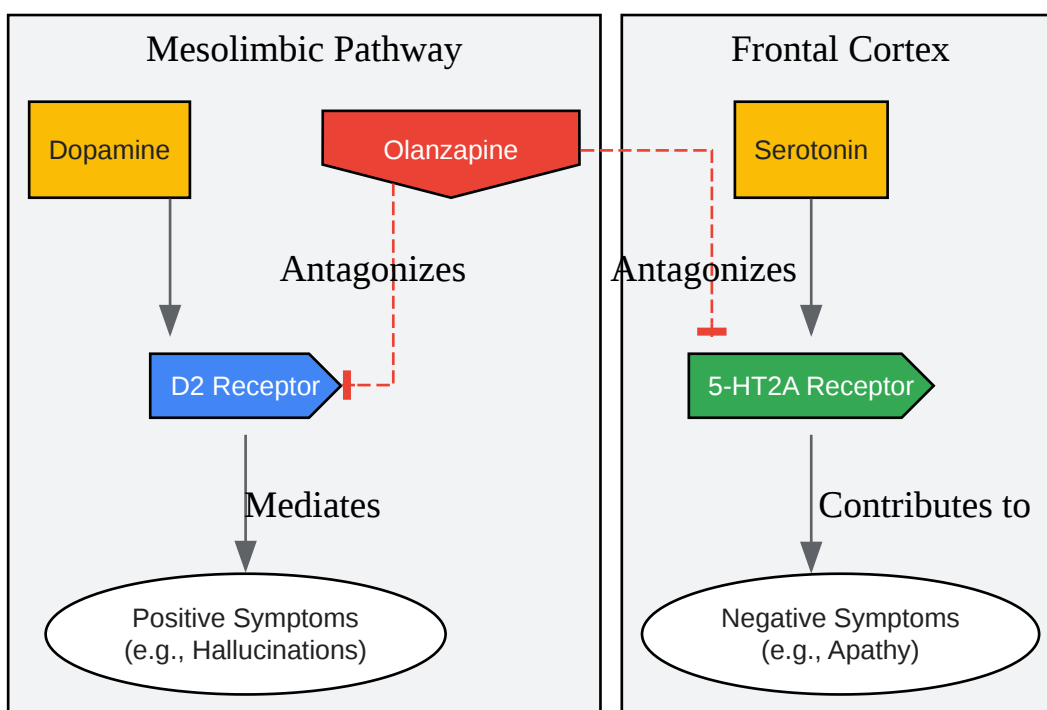 Mesolimbic Pathway
Frontal Cortex
Dopamine
Olanzapine
Serotonin
Antagonizes
Antagonizes
D2 Receptor
5-HT2A Receptor
Mediates
Contributes to
Positive Symptoms
(e.g., Hallucinations)
Negative Symptoms
(e.g., Apathy)